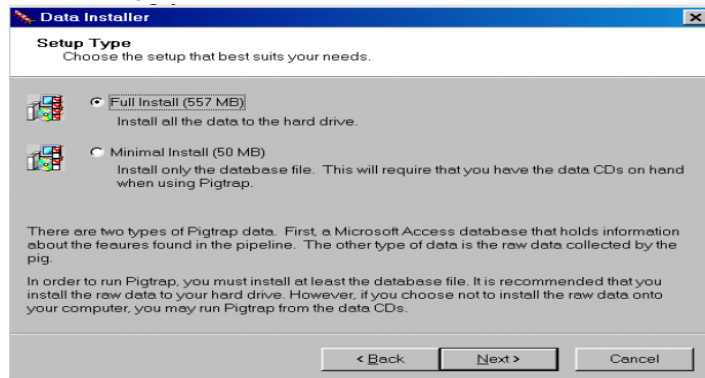 Data Installer
Setup Type
Choose the setup that best suits your needs.
Full Install (557 MB)
Install all the data to the hard drive.
Minimal Install (50 MB)
Install only the database file. This will require that you have the data CDs on hand
when using Pigtrap.
There are two types of Pigtrap data. First, a Microsoft Access database that holds information
about the feaures found in the pipeline. The other type of data is the raw data collected by the
pig.
In order to run Pigtrap, you must install at least the database file. It is recommended that you
install the raw data to your hard drive. However, if you choose not to install the raw data onto
your computer, you may run Pigtrap from the data CDs.
< Back Next > Cancel